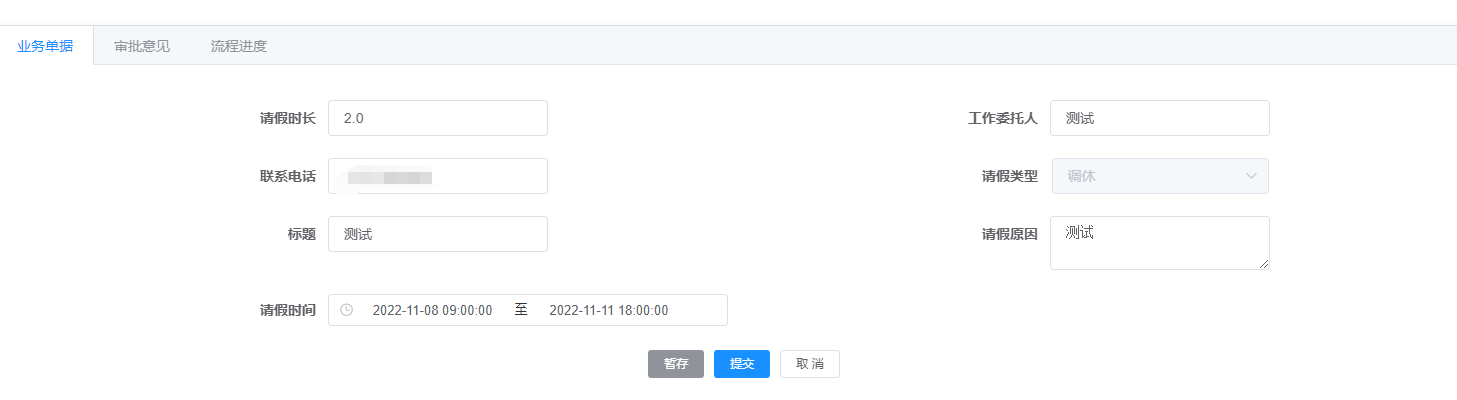 业务单据 审批意见 流程进度
请假时长 2.0 工作委托人 测试
联系电话 请假类型 调休
标题 测试 请假原因 测试
请假时间 2022-11-08 09:00:00 至 2022-11-11 18:00:00
暂存 提交 取消